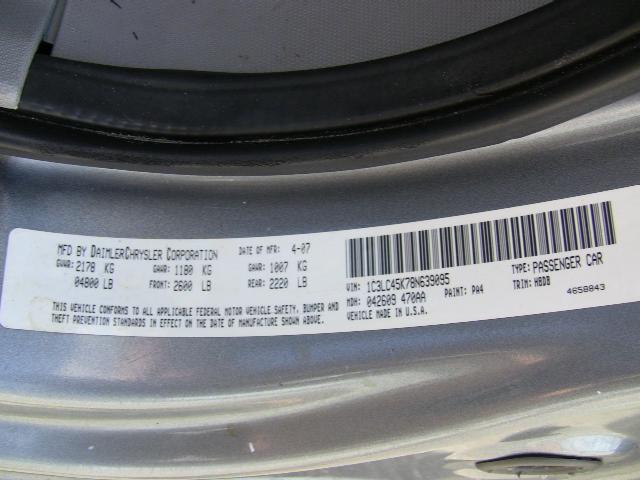 MFD BY DAIMLERCHRYSLER CORPORATION DATE OF MFR: 4-07
GVWR: 2178 KG GAWR: 1180 KG GAWR: 1007 KG
04800 LB FRONT: 2600 LB REAR: 2220 LB
THIS VEHICLE CONFORMS TO ALL APPLICABLE FEDERAL MOTOR VEHICLE SAFETY, BUMPER AND
THEFT PREVENTION STANDARDS IN EFFECT ON THE DATE OF MANUFACTURE SHOWN ABOVE.
VIN: 1C3LC45K78N639095 TYPE: PASSENGER CAR
MDH: 042609 470AA PAINT: PA4 TRIM: HBDB
VEHICLE MADE IN U.S.A. 4658843